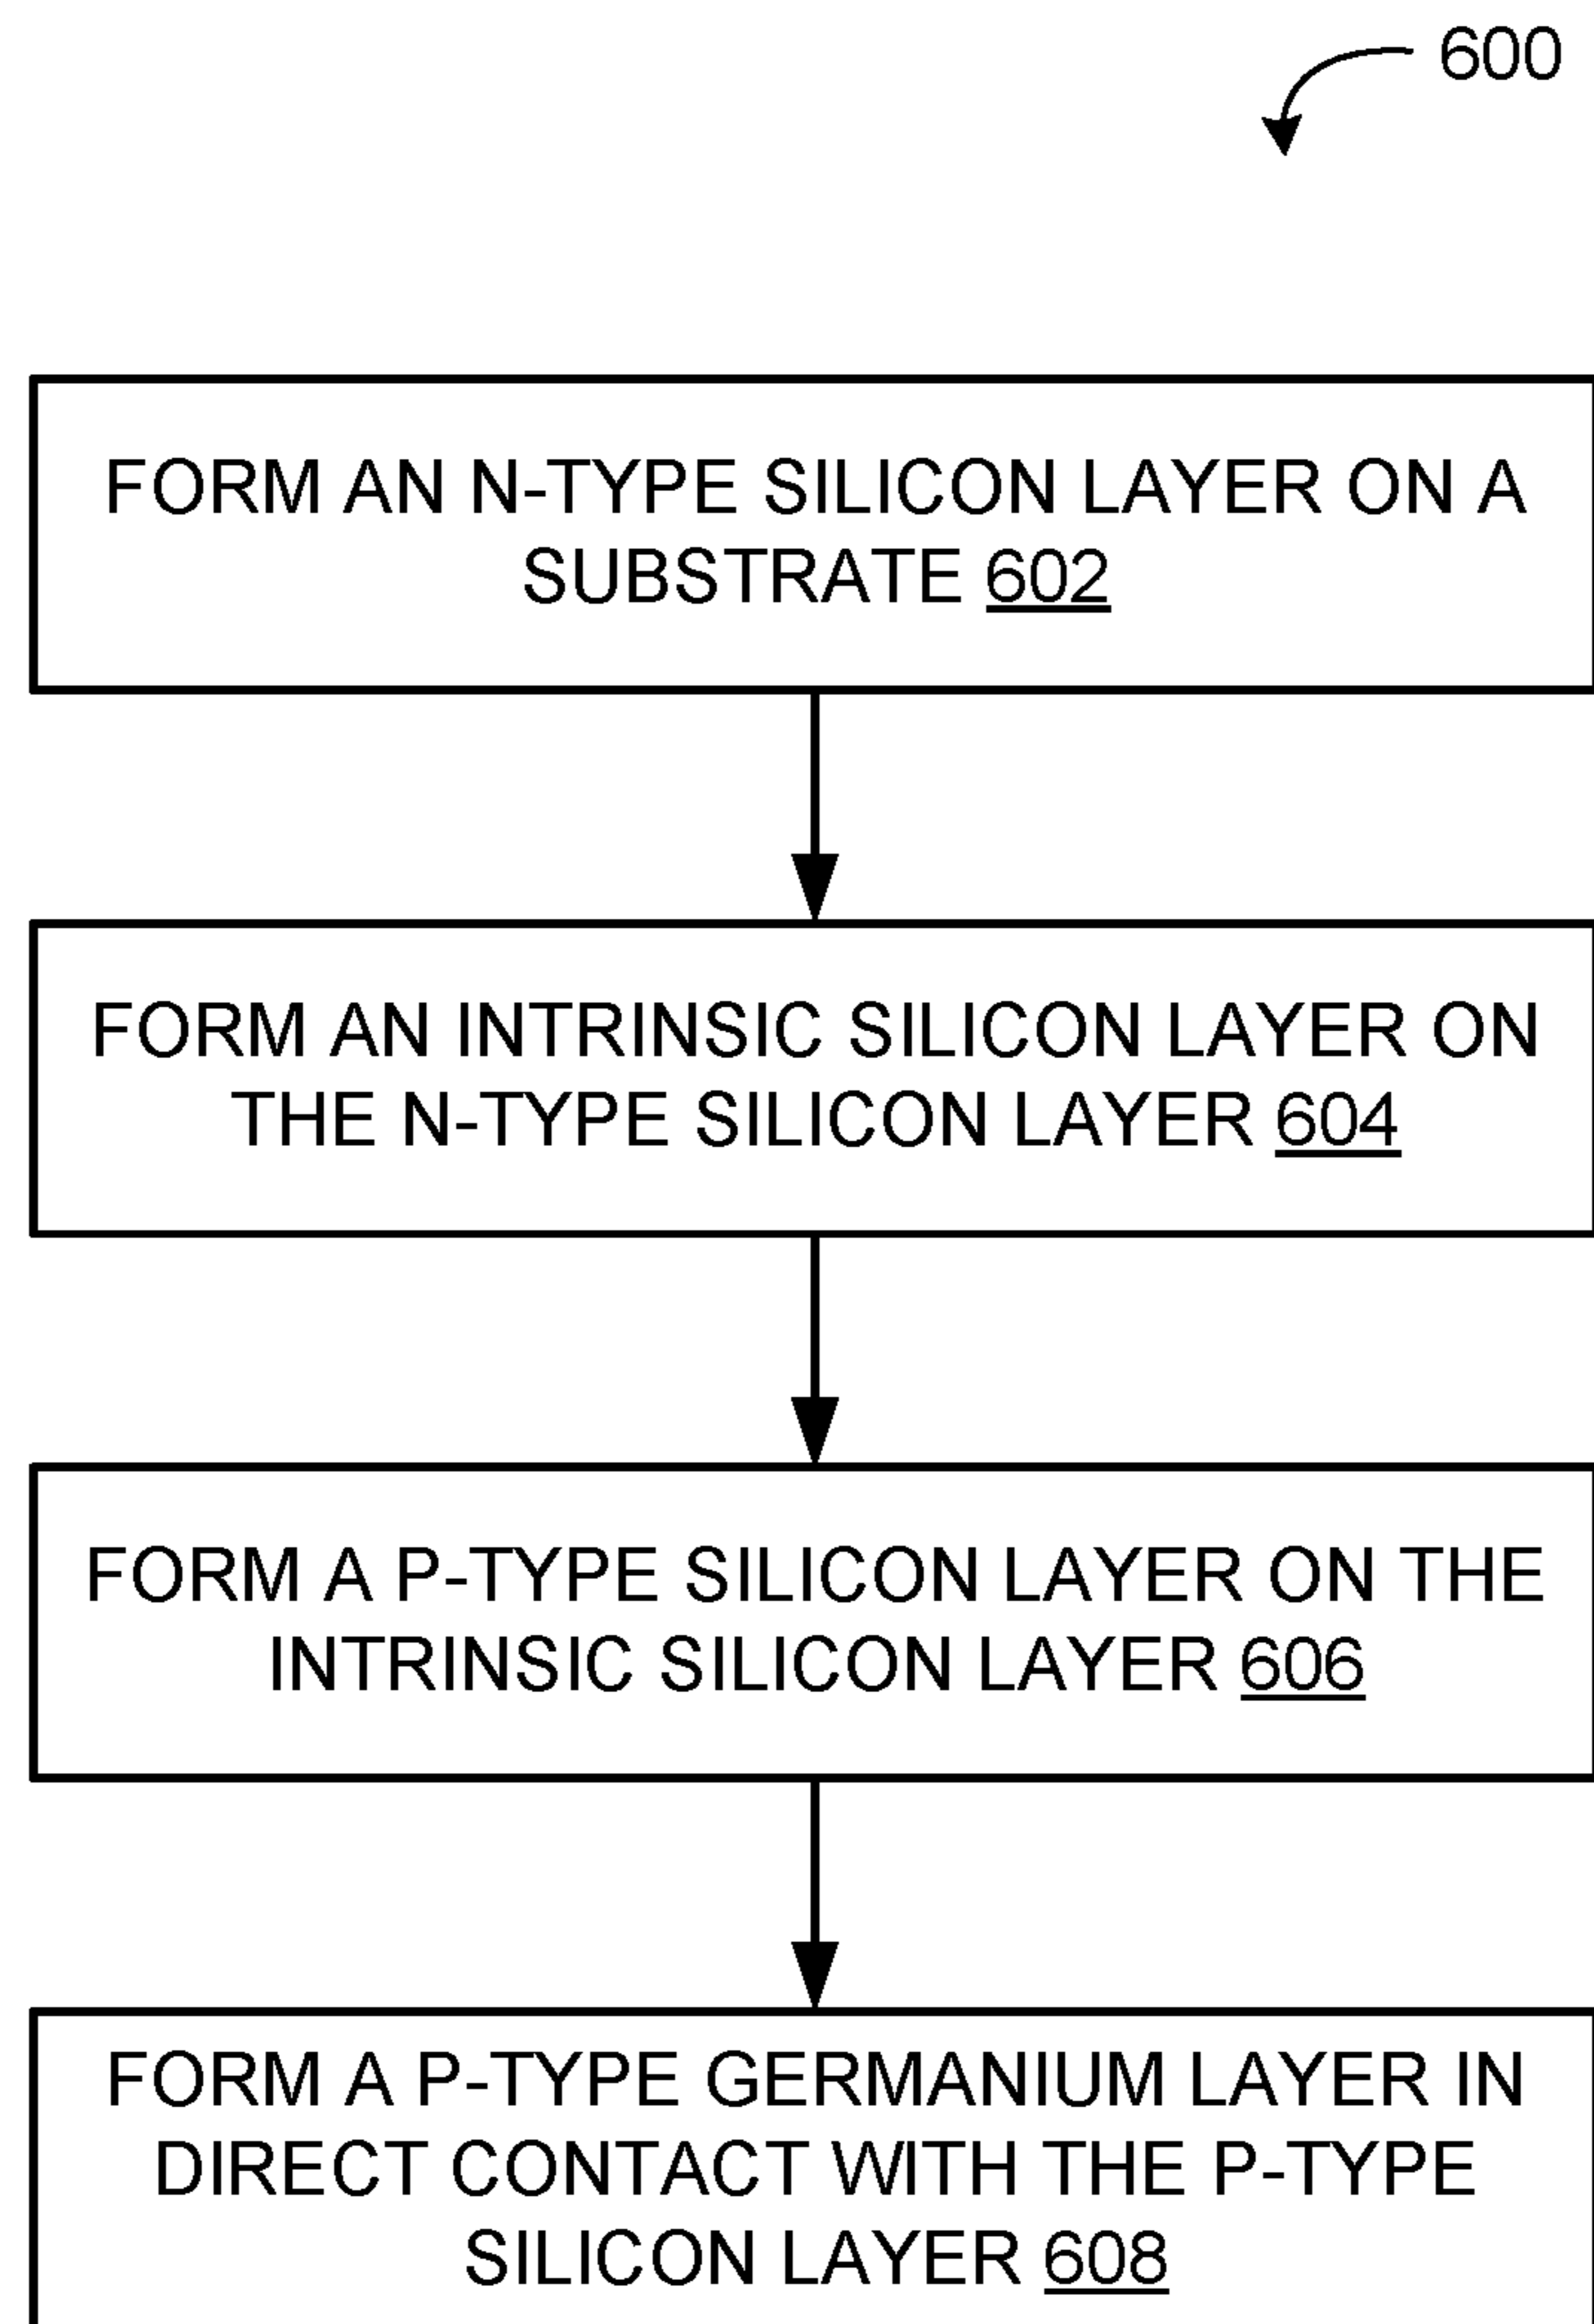 600
FORM AN N-TYPE SILICON LAYER ON A
SUBSTRATE 602
FORM AN INTRINSIC SILICON LAYER ON
THE N-TYPE SILICON LAYER 604
FORM A P-TYPE SILICON LAYER ON THE
INTRINSIC SILICON LAYER 606
FORM A P-TYPE GERMANIUM LAYER IN
DIRECT CONTACT WITH THE P-TYPE
SILICON LAYER 608